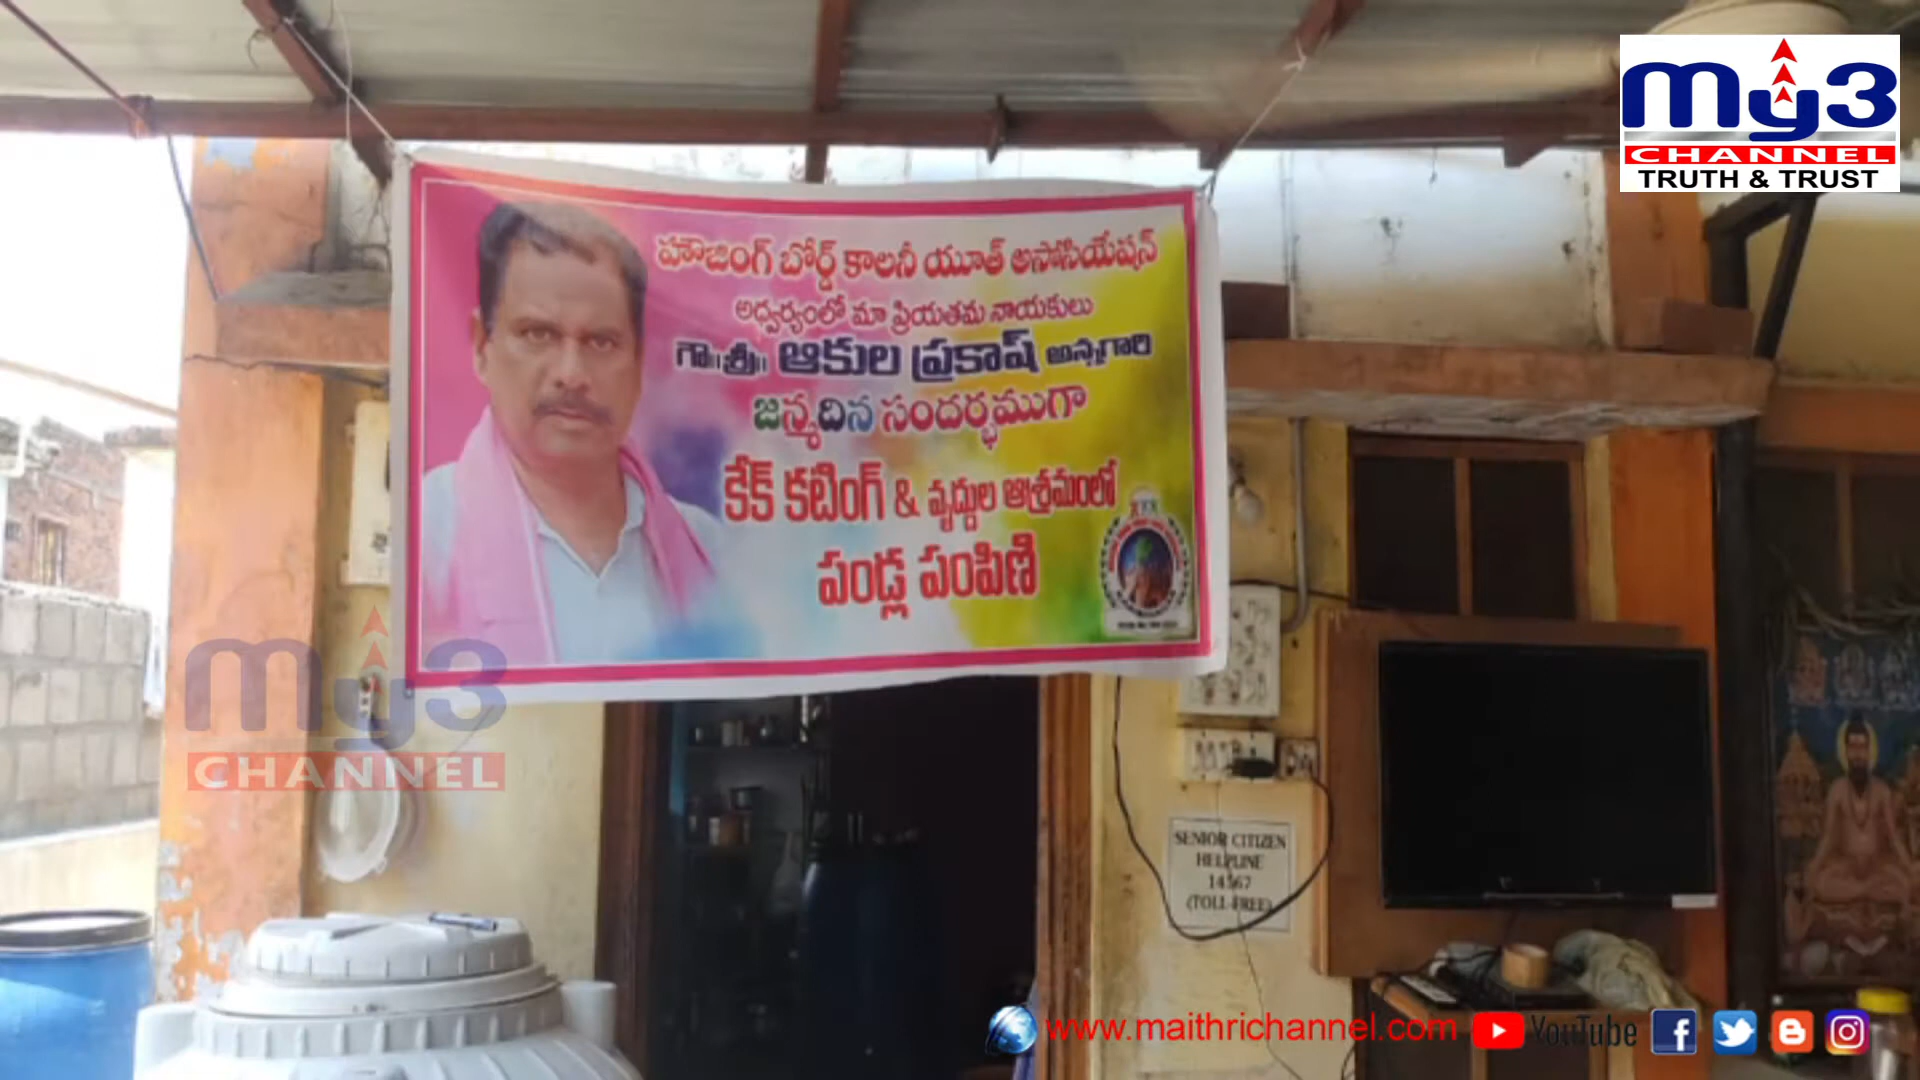 my3
CHANNEL
TRUTH & TRUST
హౌజింగ్ బోర్డ్ కాలనీ యూత్ అసోసియేషన్
అధ్వర్యంలో మా ప్రియతమ నాయకులు
గౌ॥శ్రీ॥ ఆకుల ప్రకాష్ అన్నగారి
జన్మదిన సందర్భముగా
కేక్ కటింగ్ & వృద్దుల ఆశ్రమంలో
పండ్ల పంపిణి
my3
CHANNEL
SENIOR CITIZEN
HELPLINE
14567
(TOLL-FREE)
www.maithrichannel.com YouTube